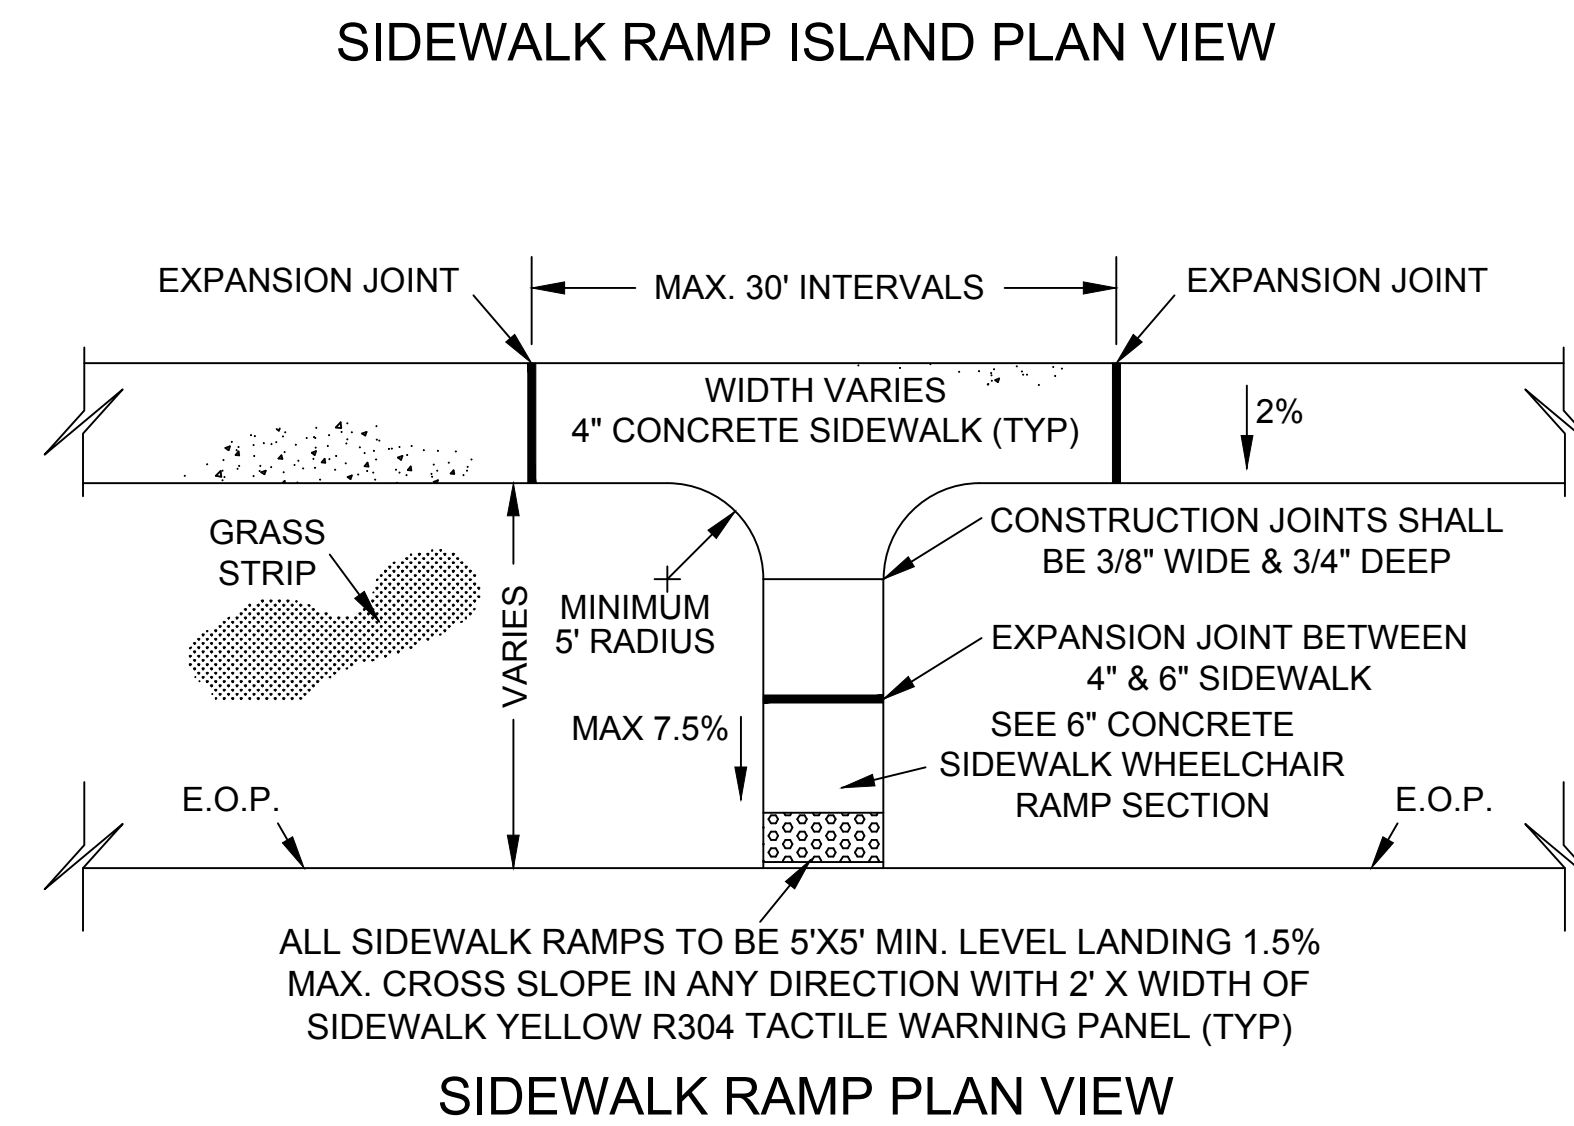 SIDEWALK RAMP ISLAND PLAN VIEW
EXPANSION JOINT
MAX. 30' INTERVALS
EXPANSION JOINT
WIDTH VARIES
4" CONCRETE SIDEWALK (TYP)
2%
GRASS
STRIP
VARIES
MINIMUM
5' RADIUS
CONSTRUCTION JOINTS SHALL
BE 3/8" WIDE & 3/4" DEEP
EXPANSION JOINT BETWEEN
4" & 6" SIDEWALK
MAX 7.5%
SEE 6" CONCRETE
SIDEWALK WHEELCHAIR
RAMP SECTION
E.O.P.
E.O.P.
ALL SIDEWALK RAMPS TO BE 5'X5' MIN. LEVEL LANDING 1.5%
MAX. CROSS SLOPE IN ANY DIRECTION WITH 2' X WIDTH OF
SIDEWALK YELLOW R304 TACTILE WARNING PANEL (TYP)
SIDEWALK RAMP PLAN VIEW